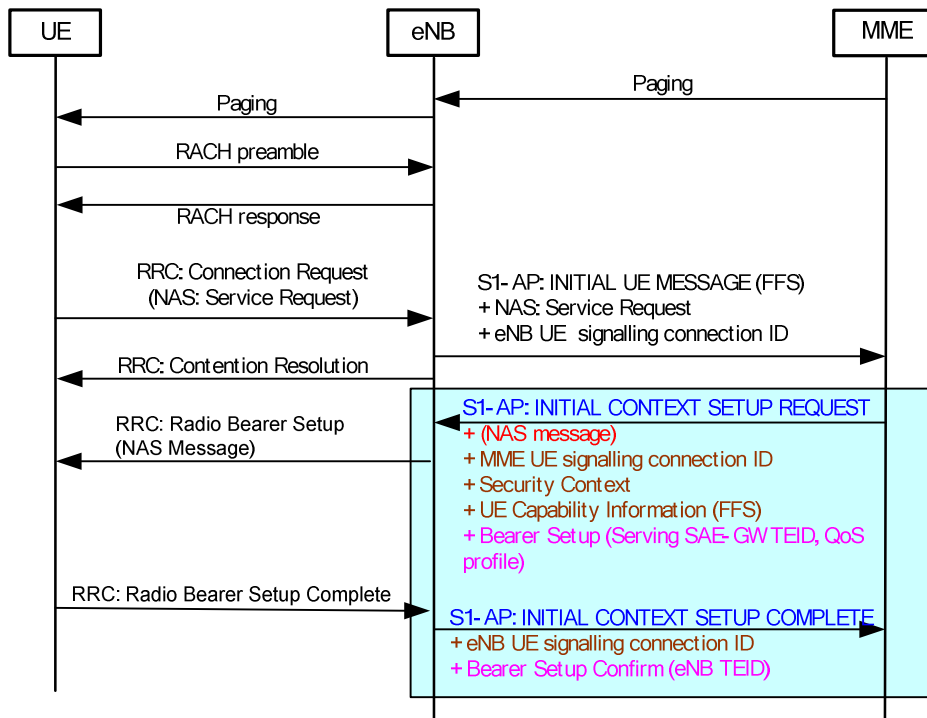 UE
eNB
MME
Paging
Paging
RACH preamble
RACH response
RRC: Connection Request
(NAS: Service Request)
S1-AP: INITIAL UE MESSAGE (FFS)
+ NAS: Service Request
+ eNB UE signalling connection ID
RRC: Contention Resolution
S1-AP: INITIAL CONTEXT SETUP REQUEST
+ (NAS message)
+ MME UE signalling connection ID
+ Security Context
+ UE Capability Information (FFS)
+ Bearer Setup (Serving SAE-GW TEID, QoS
profile)
RRC: Radio Bearer Setup
(NAS Message)
RRC: Radio Bearer Setup Complete
S1-AP: INITIAL CONTEXT SETUP COMPLETE
+ eNB UE signalling connection ID
+ Bearer Setup Confirm (eNB TEID)